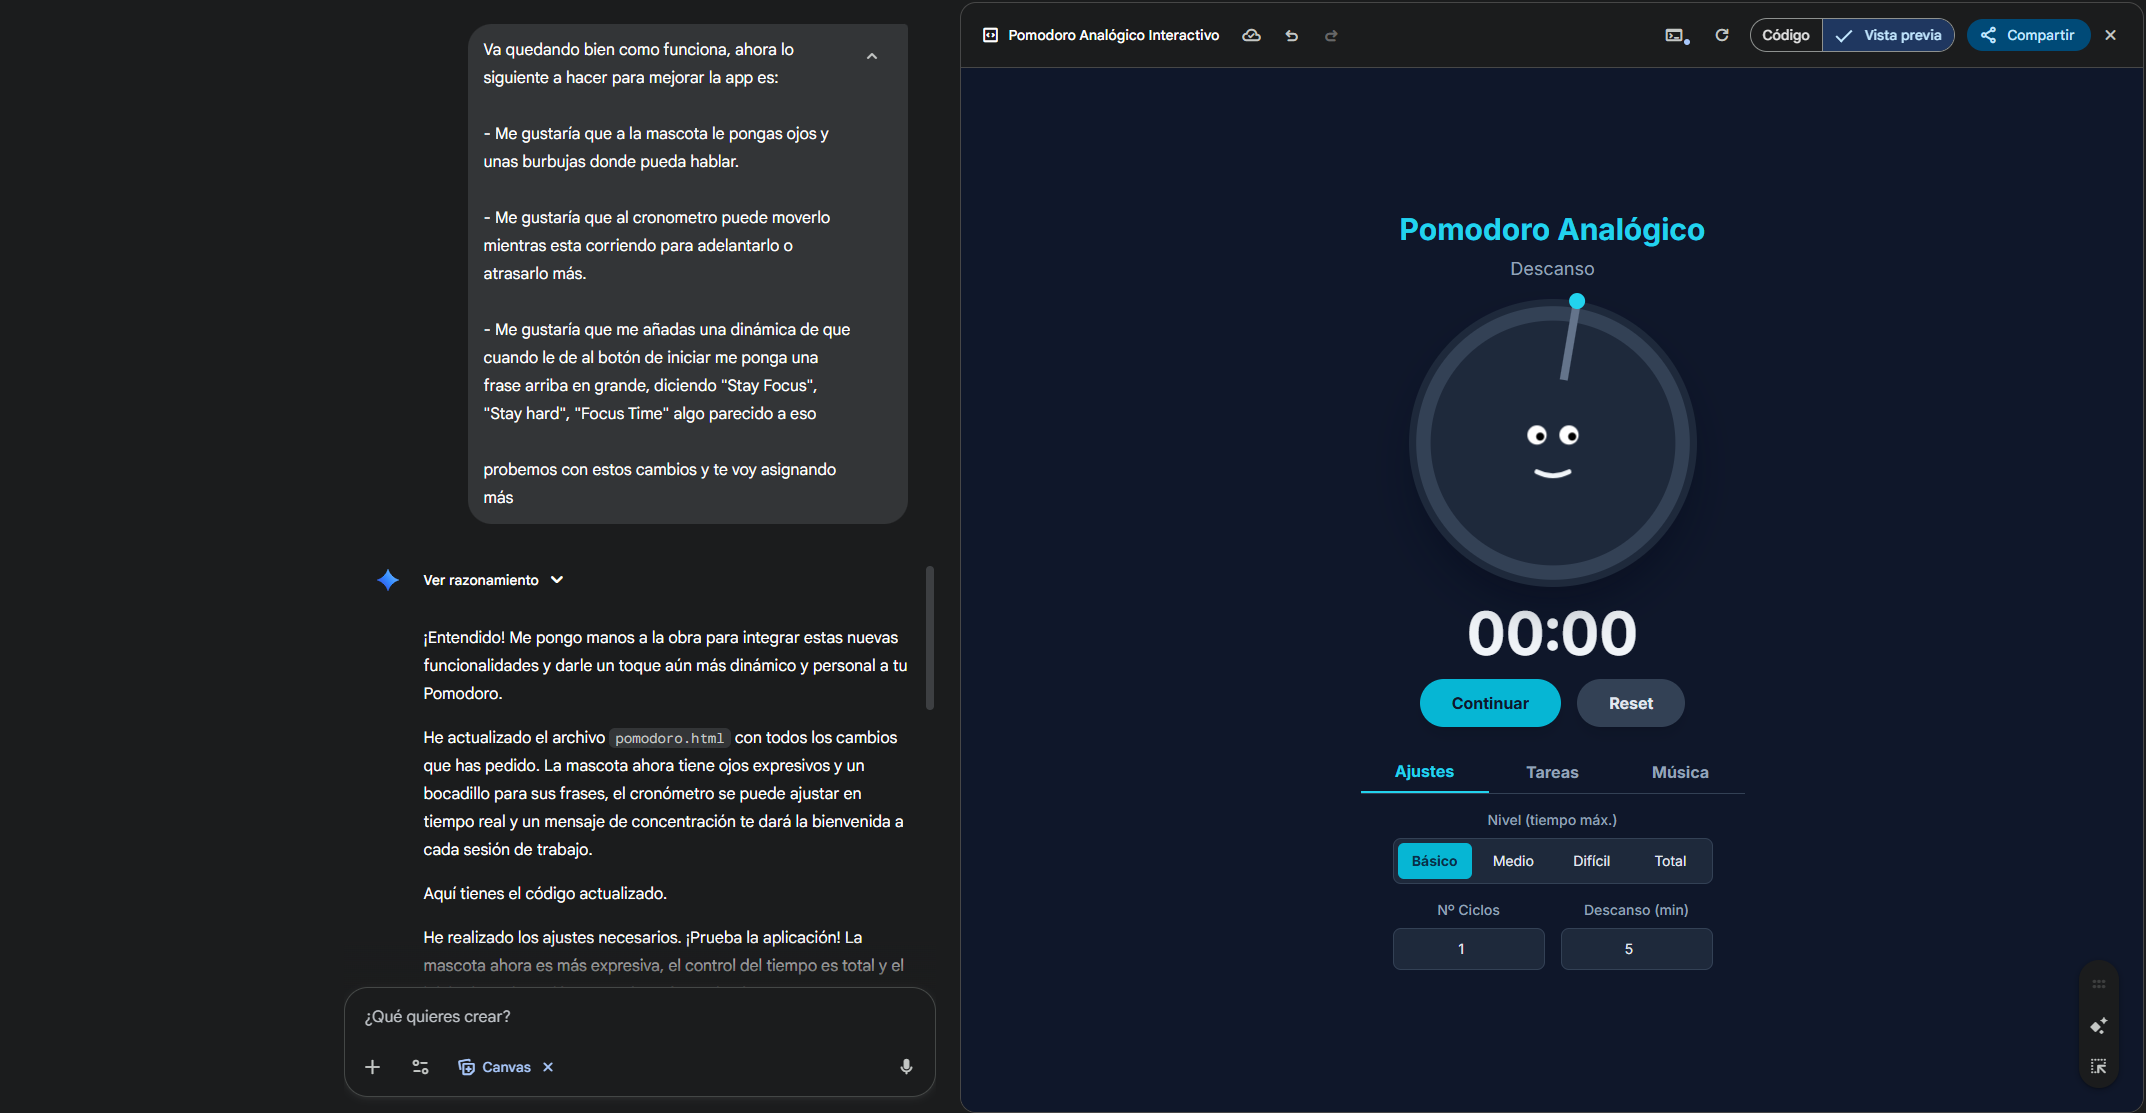 Va quedando bien como funciona, ahora lo
siguiente a hacer para mejorar la app es:
- Me gustaría que a la mascota le pongas ojos y
unas burbujas donde pueda hablar.
- Me gustaría que al cronometro puede moverlo
mientras esta corriendo para adelantarlo o
atrasarlo más.
- Me gustaría que me añadas una dinámica de que
cuando le de al botón de iniciar me ponga una
frase arriba en grande, diciendo "Stay Focus",
"Stay hard", "Focus Time" algo parecido a eso
probemos con estos cambios y te voy asignando
más
Ver razonamiento
¡Entendido! Me pongo manos a la obra para integrar estas nuevas
funcionalidades y darle un toque aún más dinámico y personal a tu
Pomodoro.
He actualizado el archivo pomodoro.html con todos los cambios
que has pedido. La mascota ahora tiene ojos expresivos y un
bocadillo para sus frases, el cronómetro se puede ajustar en
tiempo real y un mensaje de concentración te dará la bienvenida a
cada sesión de trabajo.
Aquí tienes el código actualizado.
He realizado los ajustes necesarios. ¡Prueba la aplicación! La
mascota ahora es más expresiva, el control del tiempo es total y el
¿Qué quieres crear?
Canvas
Pomodoro Analógico Interactivo
Código
Vista previa
Compartir
Pomodoro Analógico
Descanso
00:00
Continuar
Reset
Ajustes
Tareas
Música
Nivel (tiempo máx.)
Básico
Medio
Difícil
Total
Nº Ciclos
Descanso (min)
1
5